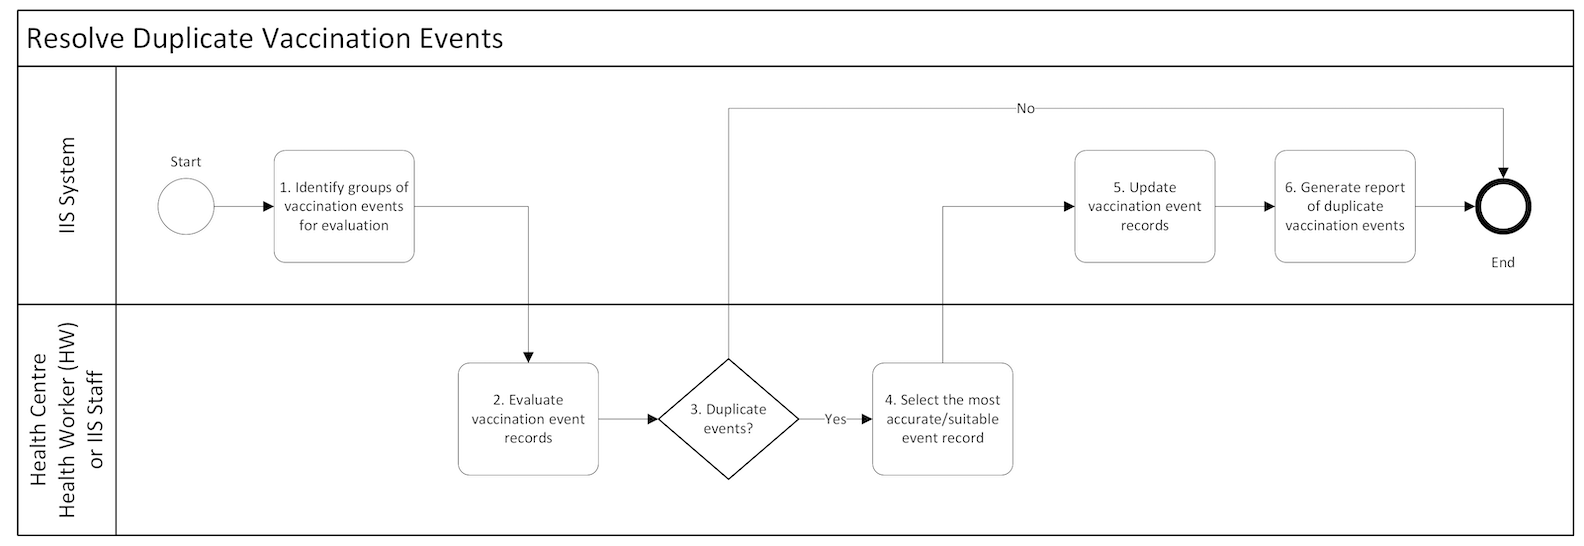 Resolve Duplicate Vaccination Events
IIS System
Start
1. Identify groups of
vaccination events
for evaluation
No
5. Update
vaccination event
records
6. Generate report
of duplicate
vaccination events
End
Health Centre
Health Worker (HW)
or IIS Staff
2. Evaluate
vaccination event
records
3. Duplicate
events?
Yes
4. Select the most
accurate/suitable
event record